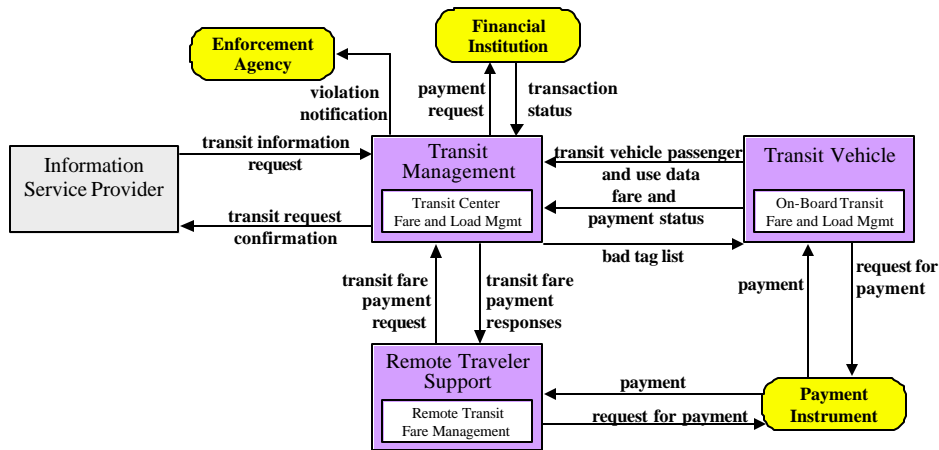 Enforcement
Agency
Financial
Institution
violation
notification
payment
request
transaction
status
transit information
request
Information
Service Provider
transit request
confirmation
Transit
Management
Transit Center
Fare and Load Mgmt
transit vehicle passenger
and use data
fare and
payment status
bad tag list
Transit Vehicle
On-Board Transit
Fare and Load Mgmt
transit fare
payment
request
transit fare
payment
responses
payment
request for
payment
Remote Traveler
Support
Remote Transit
Fare Management
payment
request for payment
Payment
Instrument